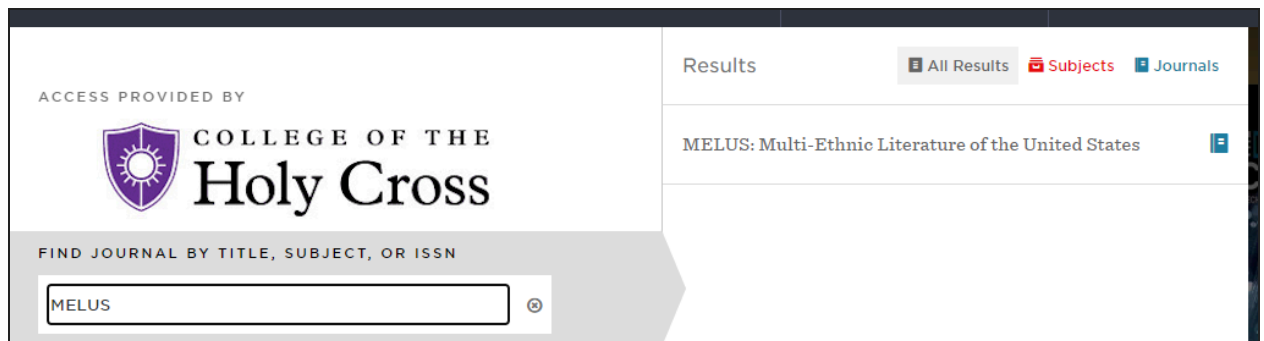 ACCESS PROVIDED BY
COLLEGE OF THE
Holy Cross
FIND JOURNAL BY TITLE, SUBJECT, OR ISSN
MELUS
Results
All Results Subjects Journals
MELUS: Multi-Ethnic Literature of the United States